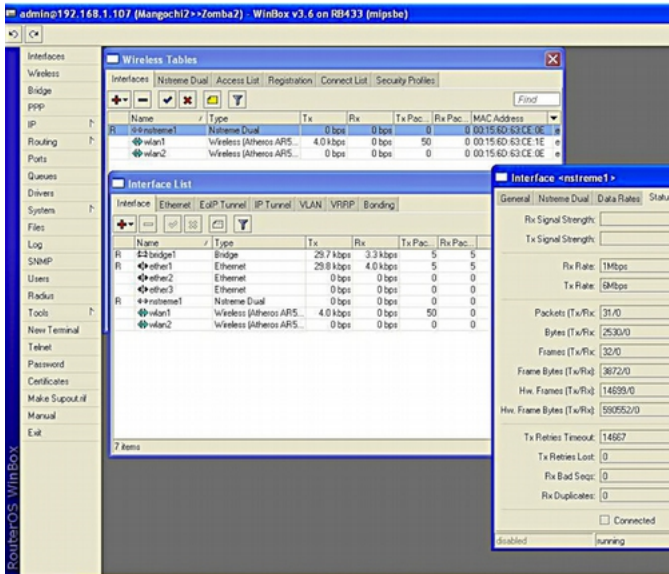 admin@192.168.1.107 (Mangochi2>>Zomba2) - WinBox v3.6 on RB433 (mipsbe)
Interfaces
Wireless
Bridge
PPP
IP
Routing
Ports
Queues
Drivers
System
Files
Log
SNMP
Users
Radius
Tools
New Terminal
Telnet
Password
Certificates
Make Supout.rif
Manual
Exit
RouterOS WinBox
Wireless Tables
Interfaces Nstreme Dual Access List Registration Connect List Security Profiles
Find
Name / Type Tx Rx Tx Pac... Rx Pac... MAC Address
R nstreme1 Nstreme Dual 0 bps 0 bps 0 0 00:15:6D:63:CE:0E e
wlan1 Wireless (Atheros AR5... 4.0 kbps 0 bps 50 0 00:15:6D:63:CE:1E e
wlan2 Wireless (Atheros AR5... 0 bps 0 bps 0 0 00:15:6D:63:CE:0E e
Interface List
Interface Ethernet EoIP Tunnel IP Tunnel VLAN VRRP Bonding
Name / Type Tx Rx Tx Pac... Rx Pac...
R bridge1 Bridge 29.7 kbps 3.3 kbps 5 5
R ether1 Ethernet 29.8 kbps 4.0 kbps 5 5
ether2 Ethernet 0 bps 0 bps 0 0
ether3 Ethernet 0 bps 0 bps 0 0
R nstreme1 Nstreme Dual 0 bps 0 bps 0 0
wlan1 Wireless (Atheros AR5... 4.0 kbps 0 bps 50 0
wlan2 Wireless (Atheros AR5... 0 bps 0 bps 0 0
7 items
Interface <nstreme1>
General Nstreme Dual Data Rates Statu
Rx Signal Strength:
Tx Signal Strength:
Rx Rate: 1Mbps
Tx Rate: 6Mbps
Packets (Tx/Rx: 31/0
Bytes (Tx/Rx: 2530/0
Frames (Tx/Rx: 32/0
Frame Bytes (Tx/Rx): 3872/0
Hw. Frames (Tx/Rx): 14699/0
Hw. Frame Bytes (Tx/Rx): 590552/0
Tx Retries Timeout: 14667
Tx Retries Lost: 0
Rx Bad Seqs: 0
Rx Duplicates: 0
Connected
disabled running